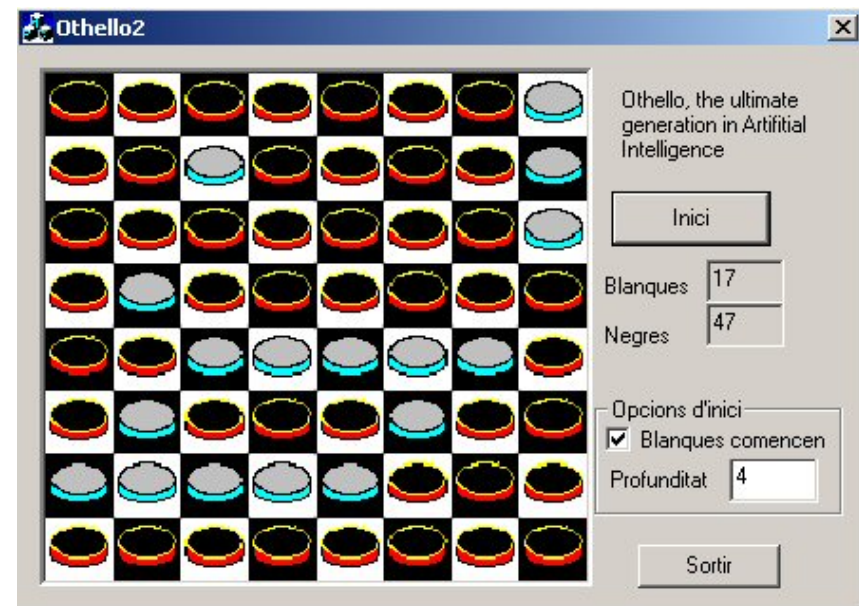 Othello2
Othello, the ultimate
generation in Artifitial
Intelligence
Inici
Blanques 17
Negres 47
Opcions d'inici
Blanques comencen
Profunditat 4
Sortir